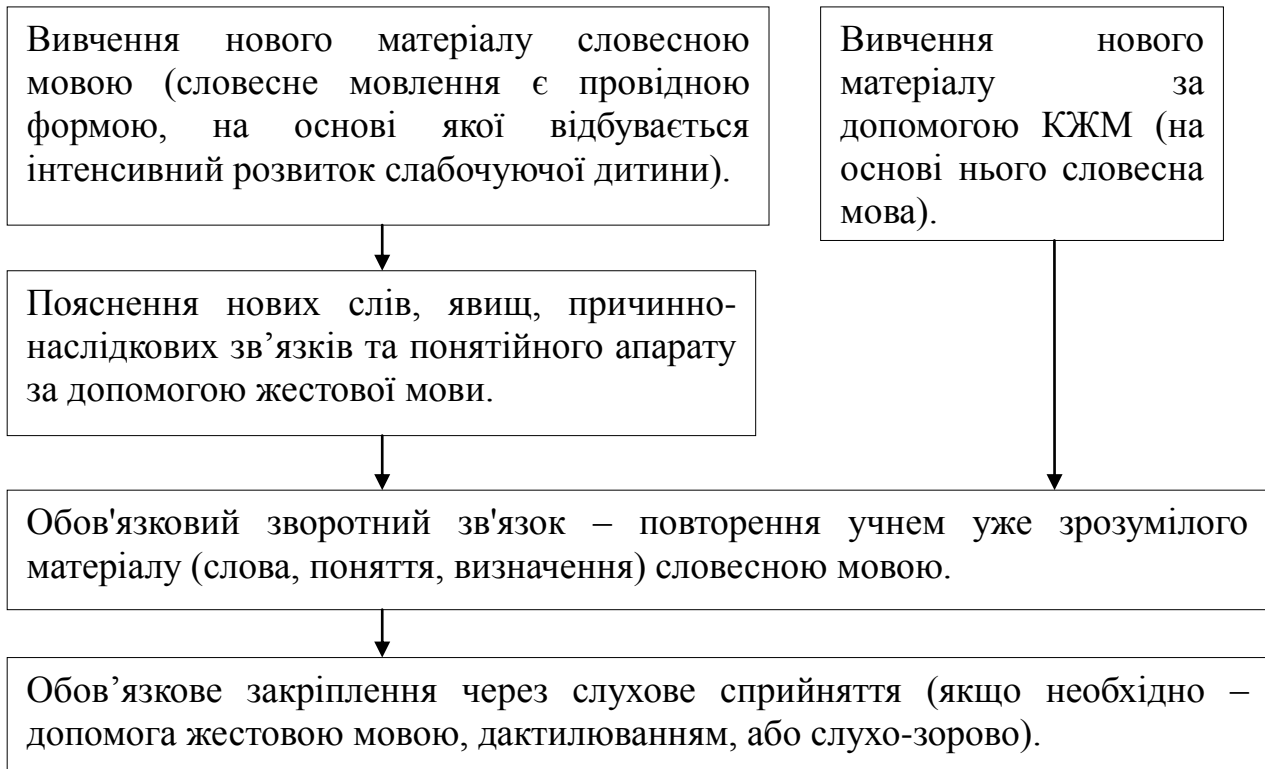 Вивчення нового матеріалу словесною
мовою (словесне мовлення є провідною
формою, на основі якої відбувається
інтенсивний розвиток слабочуючої дитини).
Вивчення нового
матеріалу за
допомогою КЖМ (на
основі нього словесна
мова).
Пояснення нових слів, явищ, причинно-
наслідкових зв’язків та понятійного апарату
за допомогою жестової мови.
Обов'язковий зворотний зв'язок – повторення учнем уже зрозумілого
матеріалу (слова, поняття, визначення) словесною мовою.
Обов’язкове закріплення через слухове сприйняття (якщо необхідно –
допомога жестовою мовою, дактилюванням, або слухо-зорово).